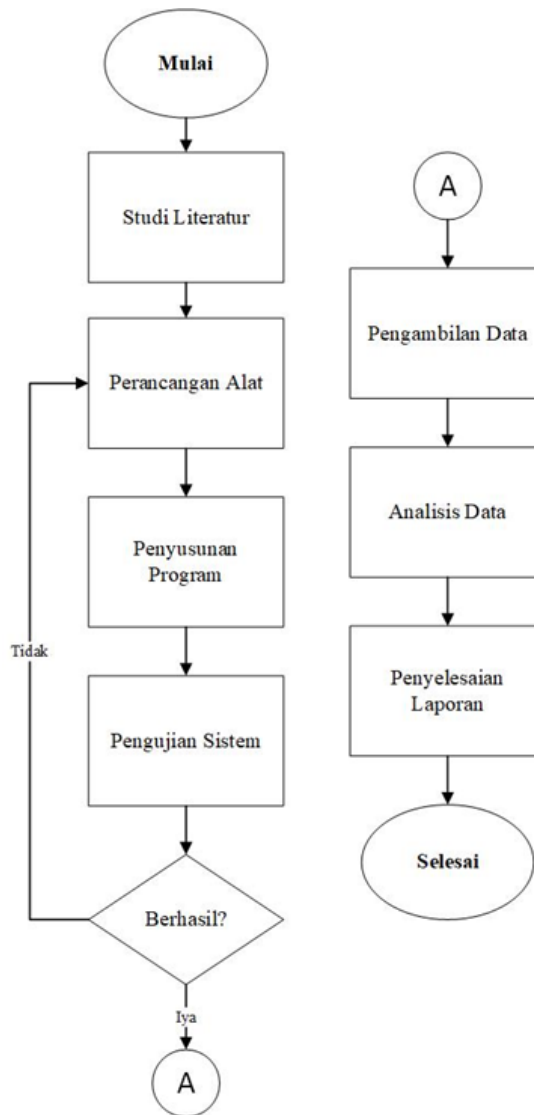 Mulai
Studi Literatur
Perancangan Alat
Penyusunan
Program
Tidak
Pengujian Sistem
Berhasil?
Iya
A
A
Pengambilan Data
Analisis Data
Penyelesaian
Laporan
Selesai